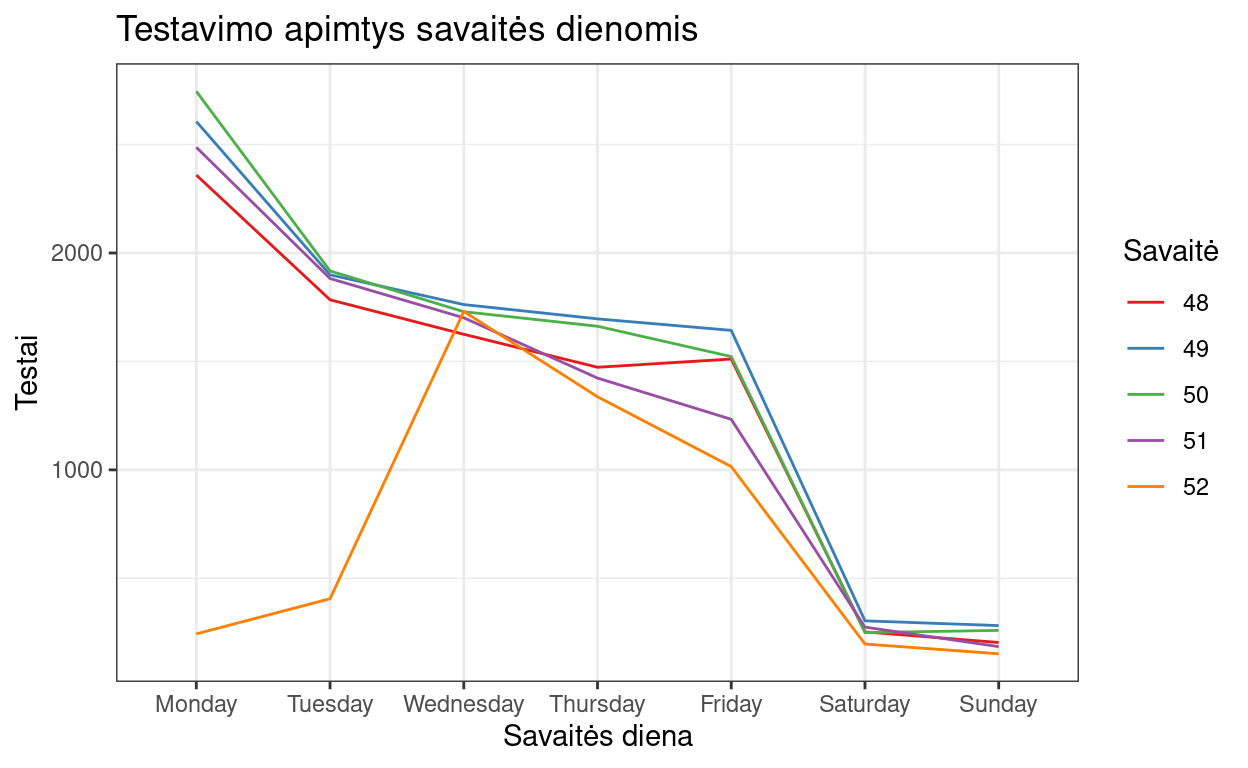 Testavimo apimtys savaitės dienomis
Testai
2000
1000
Monday Tuesday Wednesday Thursday Friday Saturday Sunday
Savaitės diena
Savaitė
48
49
50
51
52